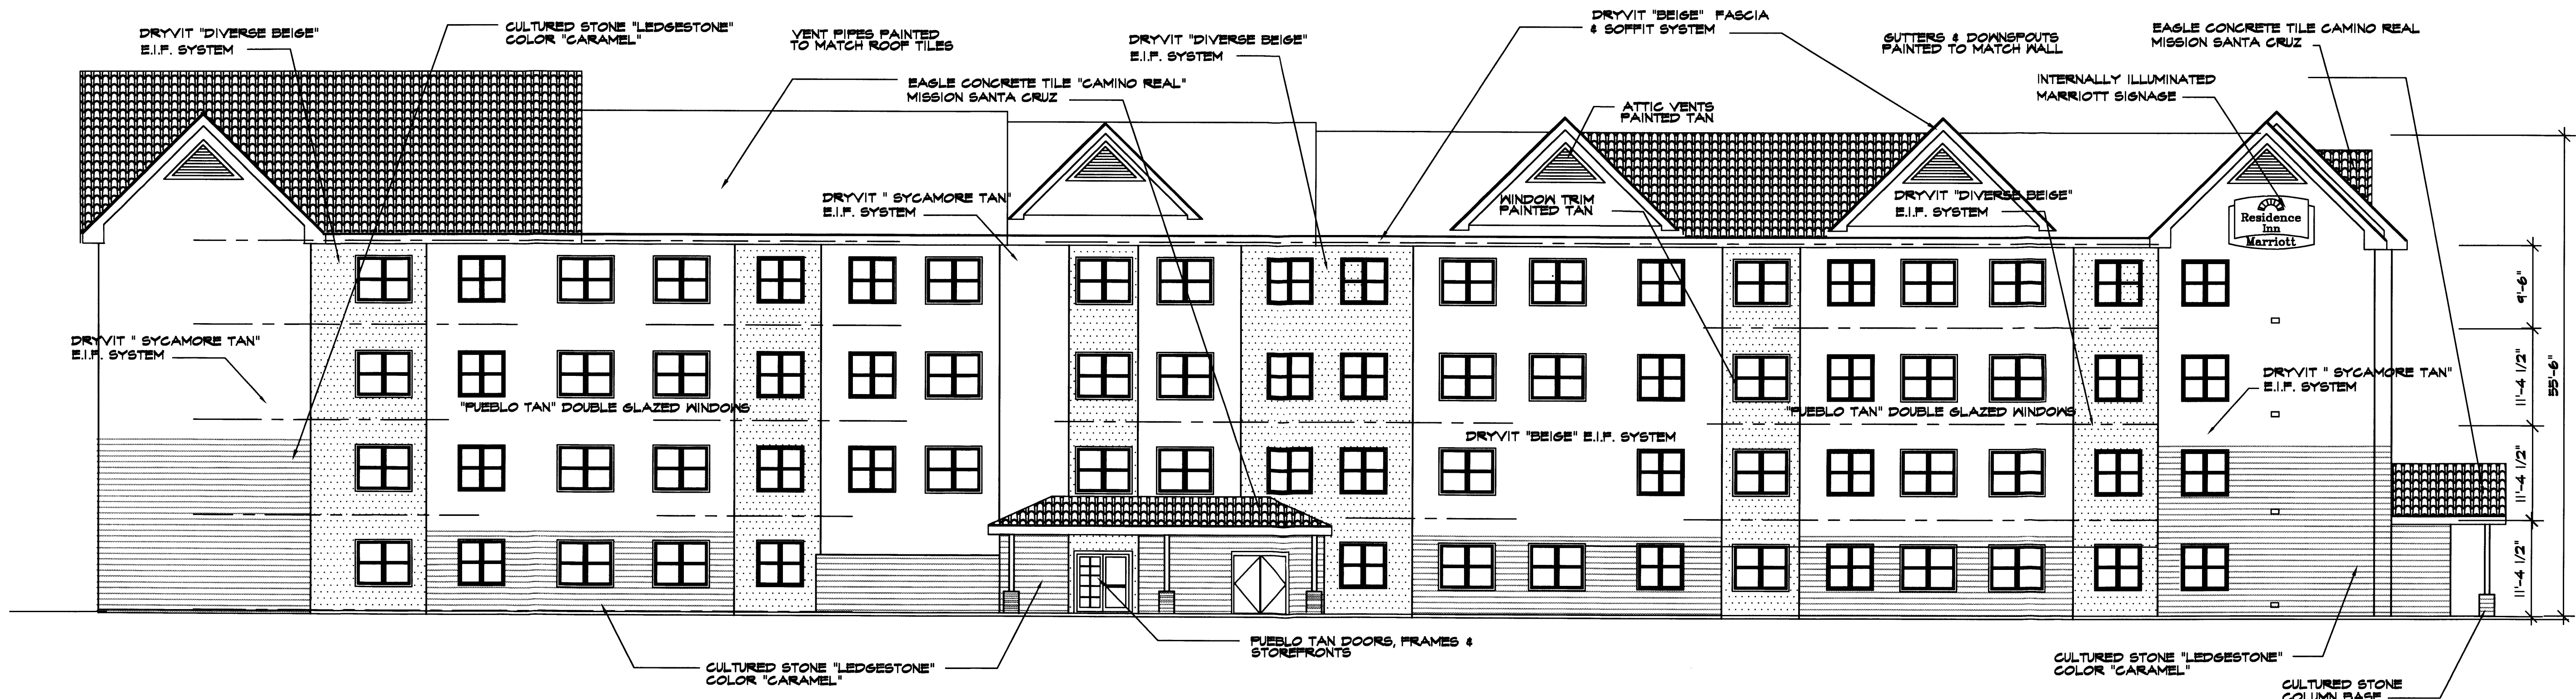 DRYVIT "DIVERSE BEIGE"
E.I.F. SYSTEM
CULTURED STONE "LEDGESTONE"
COLOR "CARAMEL"
VENT PIPES PAINTED
TO MATCH ROOF TILES
EAGLE CONCRETE TILE "CAMINO REAL"
MISSION SANTA CRUZ
DRYVIT "DIVERSE BEIGE"
E.I.F. SYSTEM
DRYVIT "BEIGE" FASCIA
& SOFFIT SYSTEM
GUTTERS & DOWNSPOUTS
PAINTED TO MATCH WALL
EAGLE CONCRETE TILE CAMINO REAL
MISSION SANTA CRUZ
INTERNALLY ILLUMINATED
MARRIOTT SIGNAGE
ATTIC VENTS
PAINTED TAN
DRYVIT " SYCAMORE TAN"
E.I.F. SYSTEM
WINDOW TRIM
PAINTED TAN
DRYVIT "DIVERSE BEIGE"
E.I.F. SYSTEM
Residence
Inn
Marriott
DRYVIT " SYCAMORE TAN"
E.I.F. SYSTEM
"PUEBLO TAN" DOUBLE GLAZED WINDOWS
DRYVIT "BEIGE" E.I.F. SYSTEM
"PUEBLO TAN" DOUBLE GLAZED WINDOWS
DRYVIT " SYCAMORE TAN"
E.I.F. SYSTEM
9'-6"
11'-4 1/2"
11'-4 1/2"
11'-4 1/2"
55'-6"
PUEBLO TAN DOORS, FRAMES &
STOREFRONTS
CULTURED STONE "LEDGESTONE"
COLOR "CARAMEL"
CULTURED STONE "LEDGESTONE"
COLOR "CARAMEL"
CULTURED STONE
COLUMN BASE